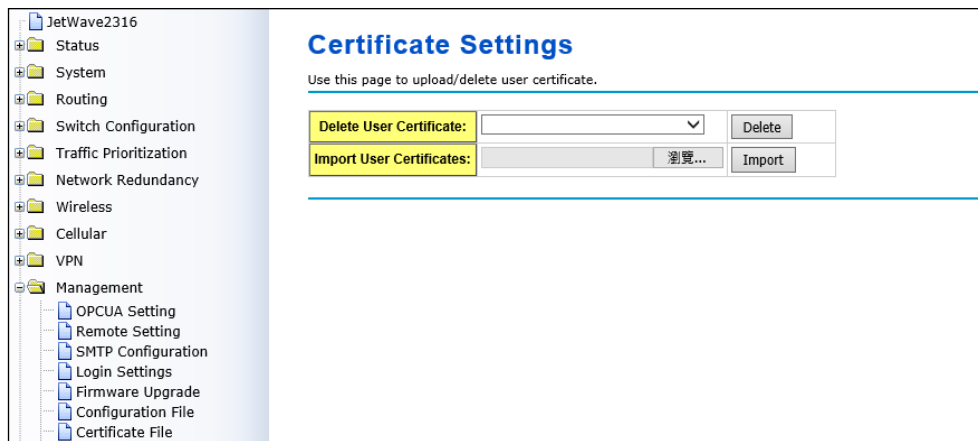 JetWave2316
Status
System
Routing
Switch Configuration
Traffic Prioritization
Network Redundancy
Wireless
Cellular
VPN
Management
OPCUA Setting
Remote Setting
SMTP Configuration
Login Settings
Firmware Upgrade
Configuration File
Certificate File
Certificate Settings
Use this page to upload/delete user certificate.
Delete User Certificate: Delete
Import User Certificates: 瀏覽... Import